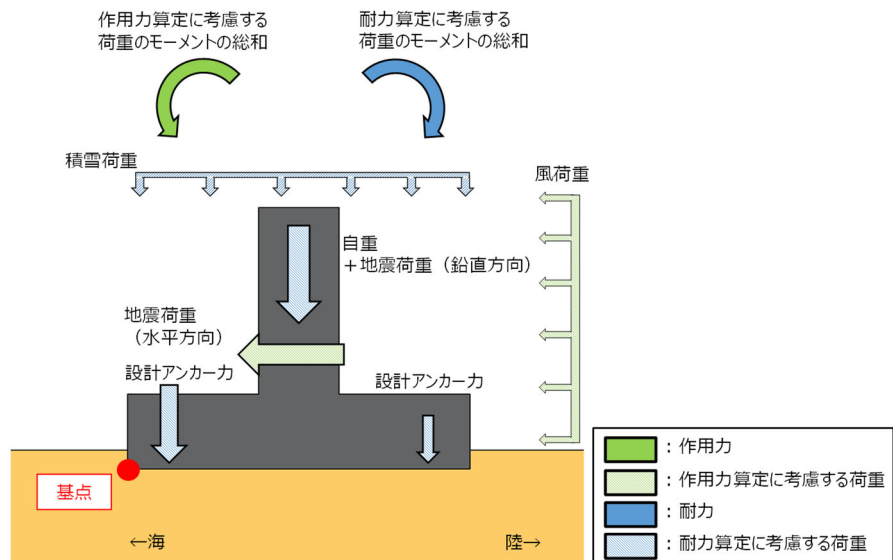 作用力算定に考慮する
荷重のモーメントの総和
耐力算定に考慮する
荷重のモーメントの総和
積雪荷重
風荷重
自重
＋地震荷重（鉛直方向）
地震荷重
（水平方向）
設計アンカー力
設計アンカー力
基点
←海
陸→
：作用力
：作用力算定に考慮する荷重
：耐力
：耐力算定に考慮する荷重